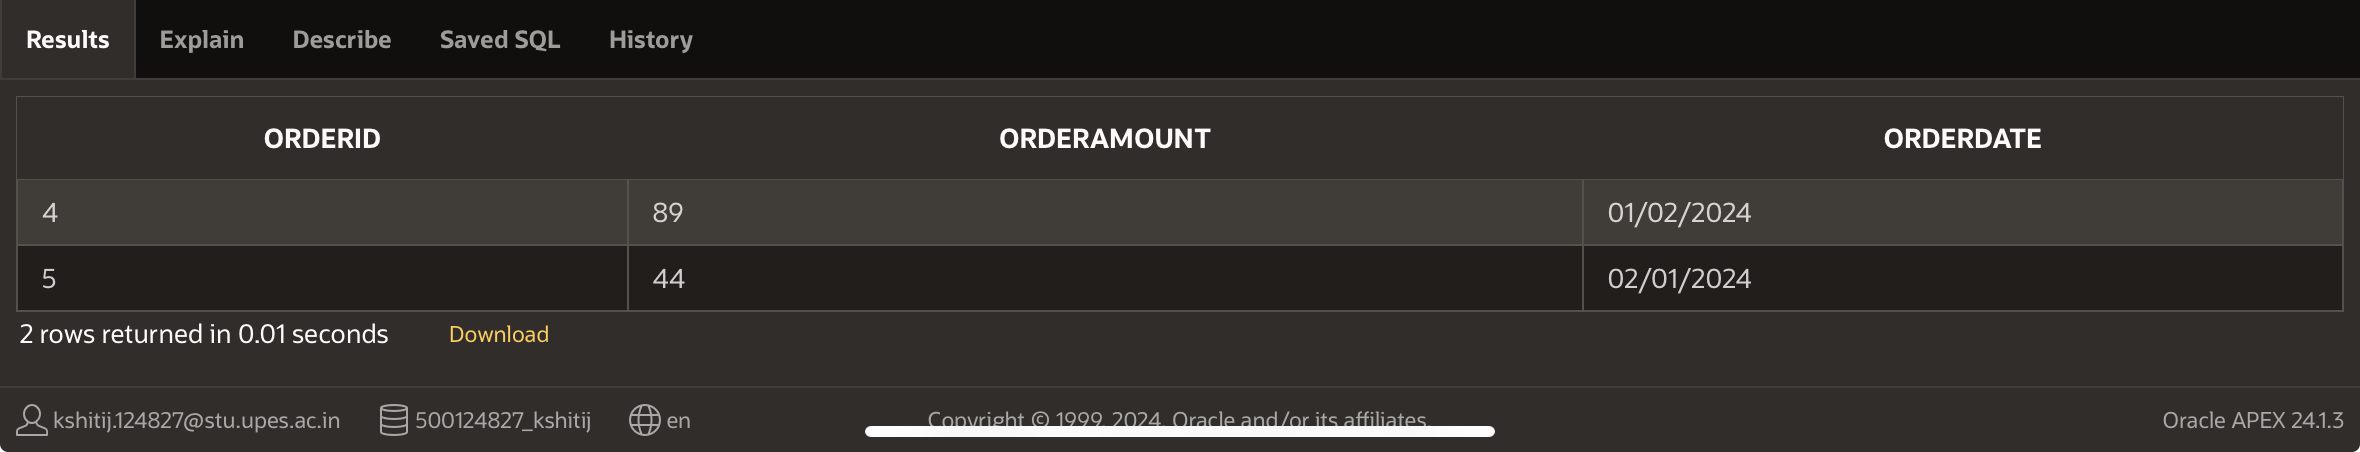 Results Explain Describe Saved SQL History
ORDERID ORDERAMOUNT ORDERDATE
4 89 01/02/2024
5 44 02/01/2024
2 rows returned in 0.01 seconds Download
kshitij.124827@stu.upes.ac.in 500124827_kshitij en Copyright © 1999, 2024, Oracle and/or its affiliates. Oracle APEX 24.1.3